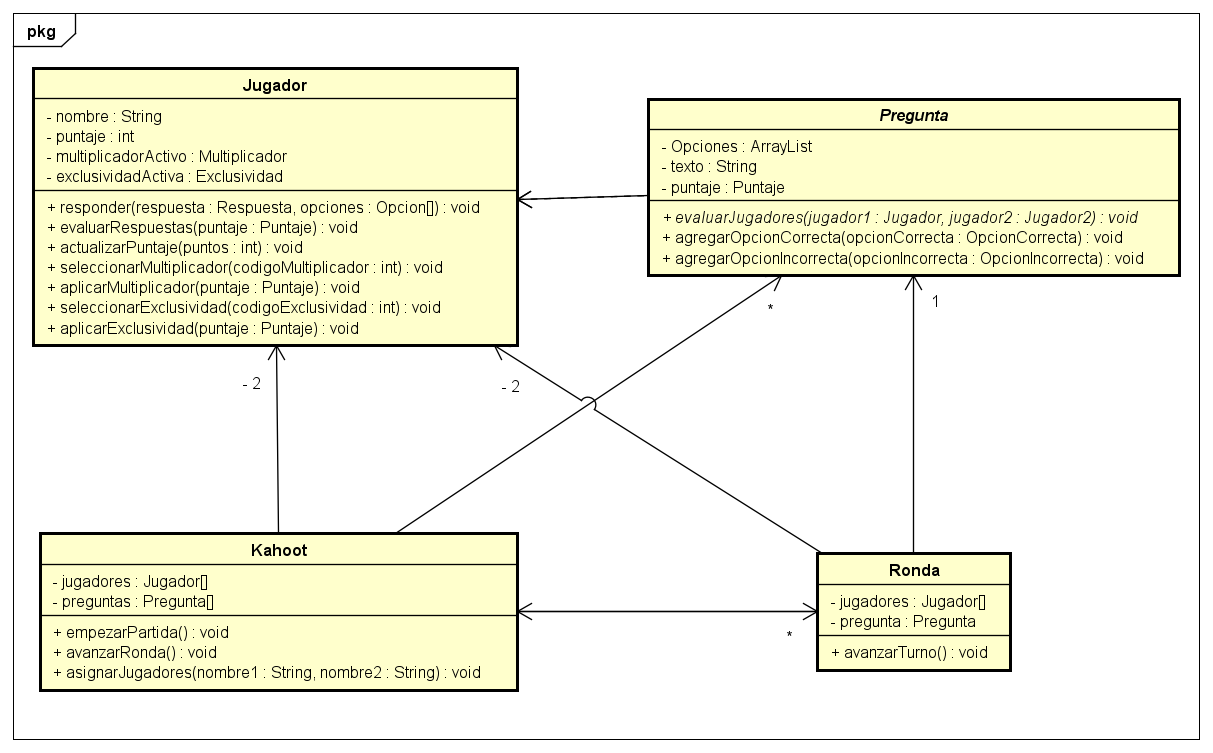 pkg
Jugador
- nombre : String
- puntaje : int
- multiplicadorActivo : Multiplicador
- exclusividadActiva : Exclusividad
+ responder(respuesta : Respuesta, opciones : Opcion[]) : void
+ evaluarRespuestas(puntaje : Puntaje) : void
+ actualizarPuntaje(puntos : int) : void
+ seleccionarMultiplicador(codigoMultiplicador : int) : void
+ aplicarMultiplicador(puntaje : Puntaje) : void
+ seleccionarExclusividad(codigoExclusividad : int) : void
+ aplicarExclusividad(puntaje : Puntaje) : void
Pregunta
- Opciones : ArrayList
- texto : String
- puntaje : Puntaje
+ evaluarJugadores(jugador1 : Jugador, jugador2 : Jugador2) : void
+ agregarOpcionCorrecta(opcionCorrecta : OpcionCorrecta) : void
+ agregarOpcionIncorrecta(opcionIncorrecta : OpcionIncorrecta) : void
*
1
- 2
- 2
Kahoot
- jugadores : Jugador[]
- preguntas : Pregunta[]
+ empezarPartida() : void
+ avanzarRonda() : void
+ asignarJugadores(nombre1 : String, nombre2 : String) : void
*
Ronda
- jugadores : Jugador[]
- pregunta : Pregunta
+ avanzarTurno() : void